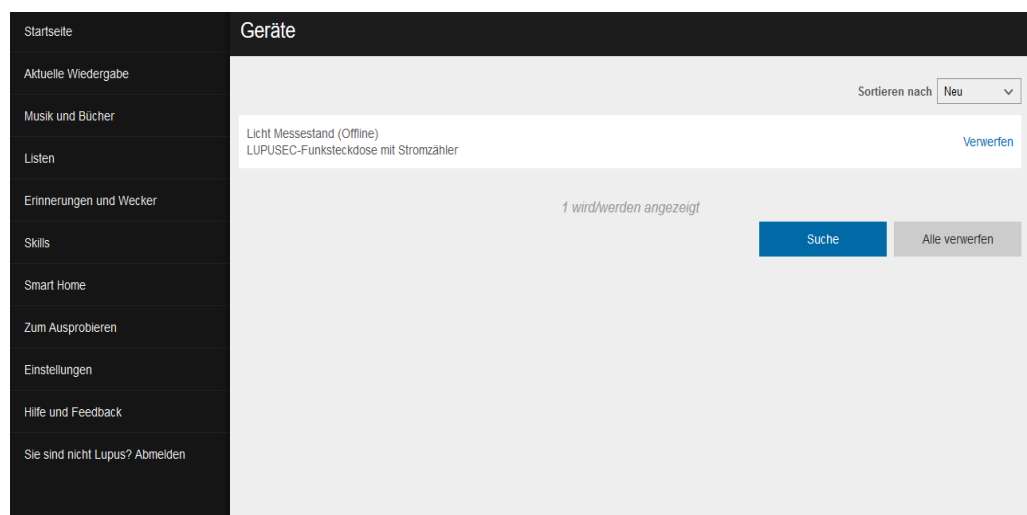 Startseite
Aktuelle Wiedergabe
Musik und Bücher
Listen
Erinnerungen und Wecker
Skills
Smart Home
Zum Ausprobieren
Einstellungen
Hilfe und Feedback
Sie sind nicht Lupus? Abmelden
Geräte
Sortieren nach Neu
Licht Messestand (Offline)
LUPUSEC-Funksteckdose mit Stromzähler
Verwerfen
1 wird/werden angezeigt
Suche
Alle verwerfen